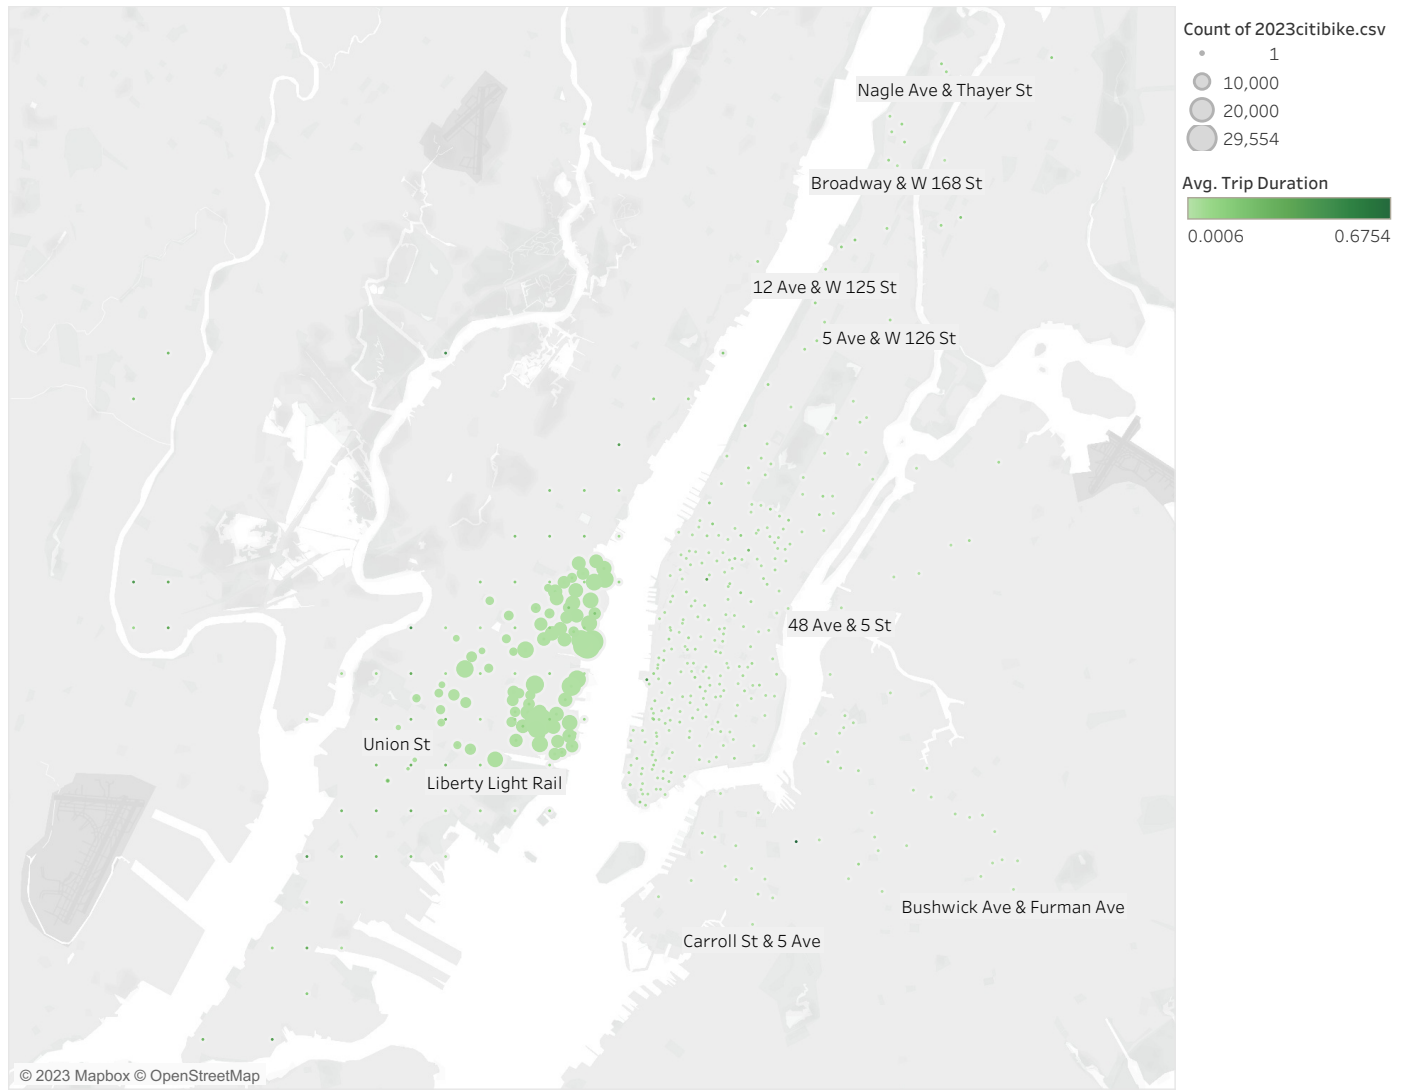 Count of 2023citibike.csv
1
10,000
20,000
29,554
Avg. Trip Duration
0.0006 0.6754
Nagle Ave & Thayer St
Broadway & W 168 St
12 Ave & W 125 St
5 Ave & W 126 St
48 Ave & 5 St
Union St
Liberty Light Rail
Bushwick Ave & Furman Ave
Carroll St & 5 Ave
© 2023 Mapbox © OpenStreetMap